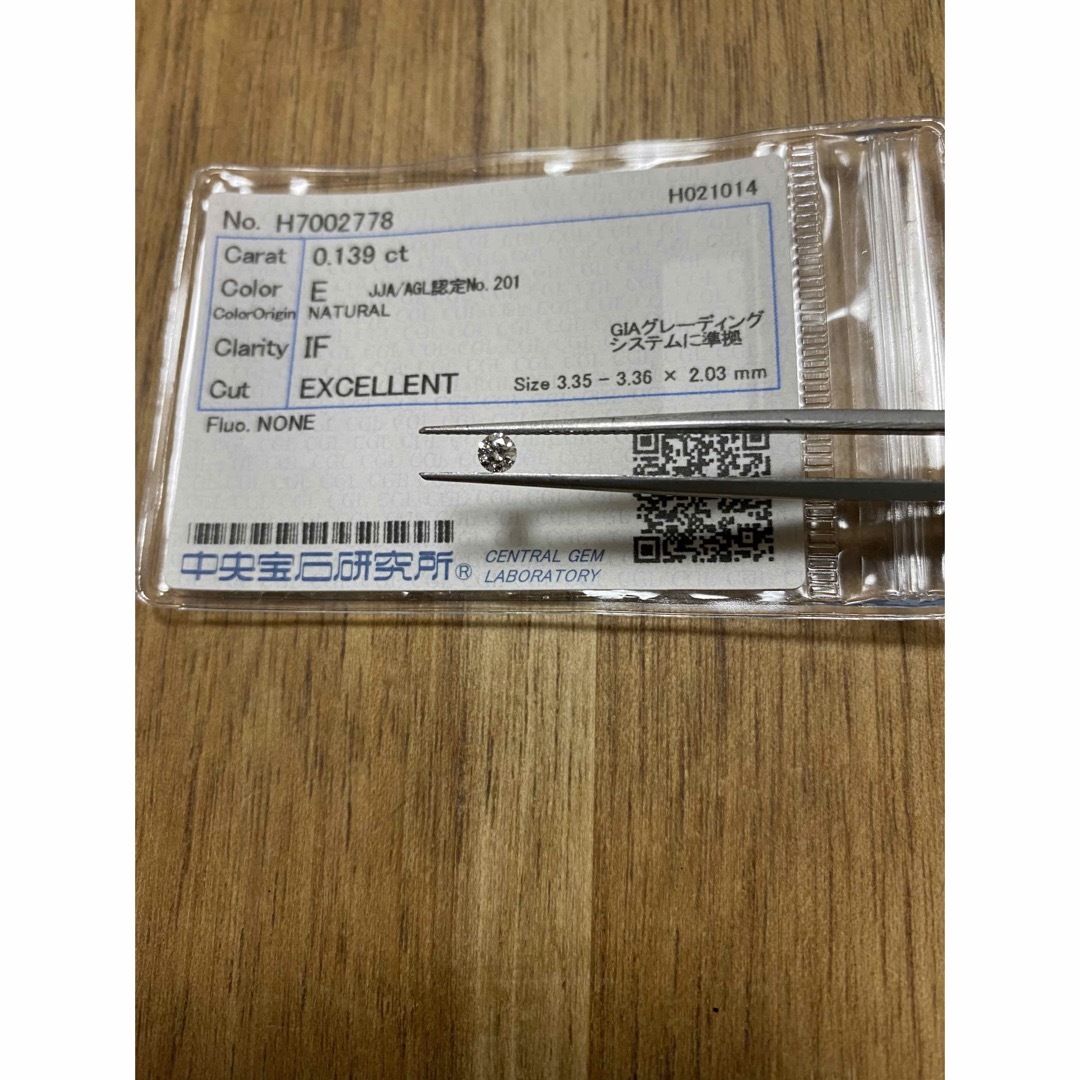 No. H7002778 H021014
Carat 0.139 ct
Color E JJA/AGL認定No.201
ColorOrigin NATURAL
GIAグレーディング
システムに準拠
Clarity IF
Cut EXCELLENT Size 3.35 - 3.36 × 2.03 mm
Fluo. NONE
中央宝石研究所® CENTRAL GEM
LABORATORY